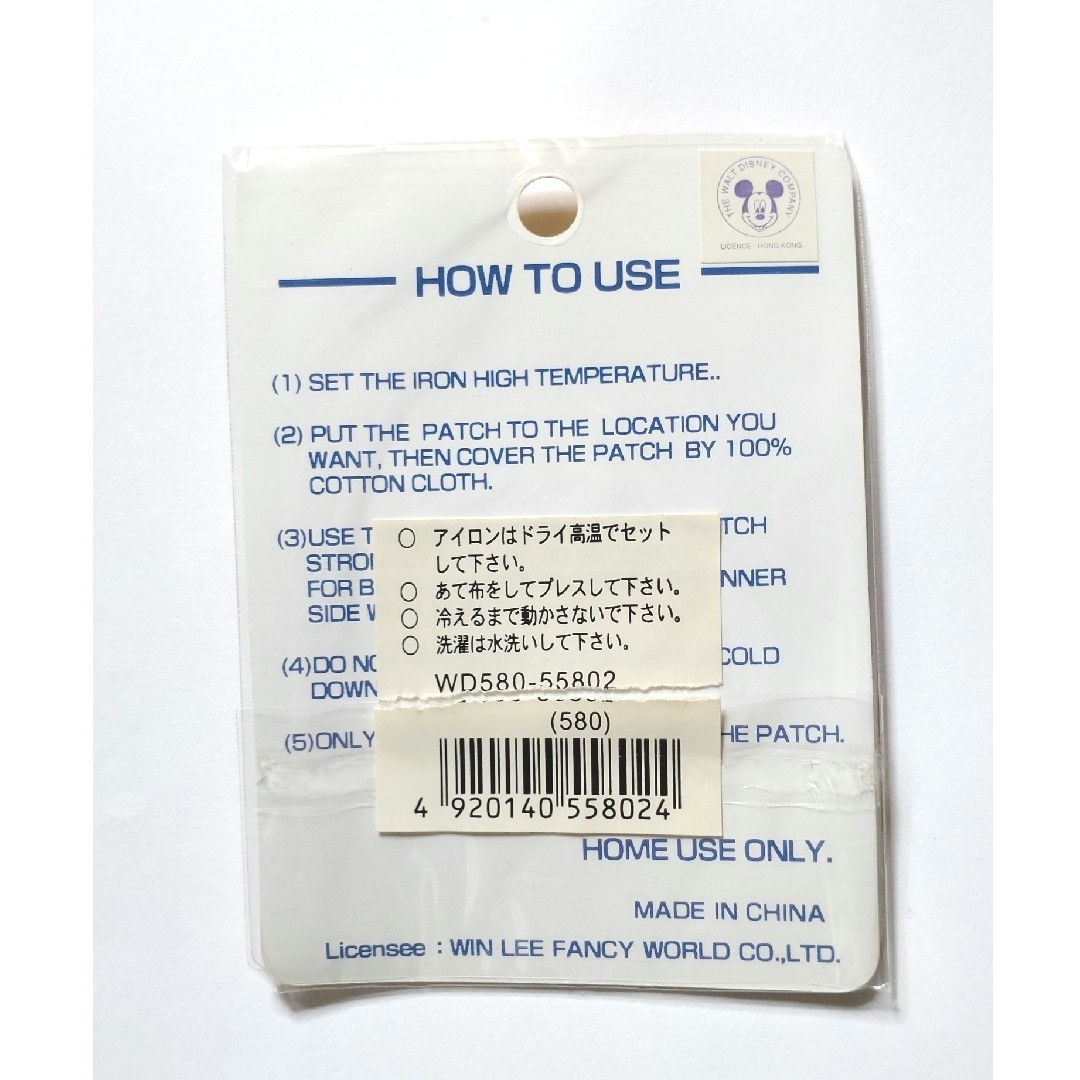 THE WALT DISNEY COMPANY
LICENCE : HONG KONG
HOW TO USE
(1) SET THE IRON HIGH TEMPERATURE..
(2) PUT THE PATCH TO THE LOCATION YOU
WANT, THEN COVER THE PATCH BY 100%
COTTON CLOTH.
(3)USE
FOR
NNER
SIDE
(4)DO
COLD
DOWN
(5)ONLY
HE PATCH.
○ アイロンはドライ高温でセット
して下さい。
○ あて布をしてプレスして下さい。
○ 冷えるまで動かさないで下さい。
○ 洗濯は水洗いして下さい。
WD580-55802
(580)
4 920140 558024
HOME USE ONLY.
MADE IN CHINA
Licensee : WIN LEE FANCY WORLD CO.,LTD.